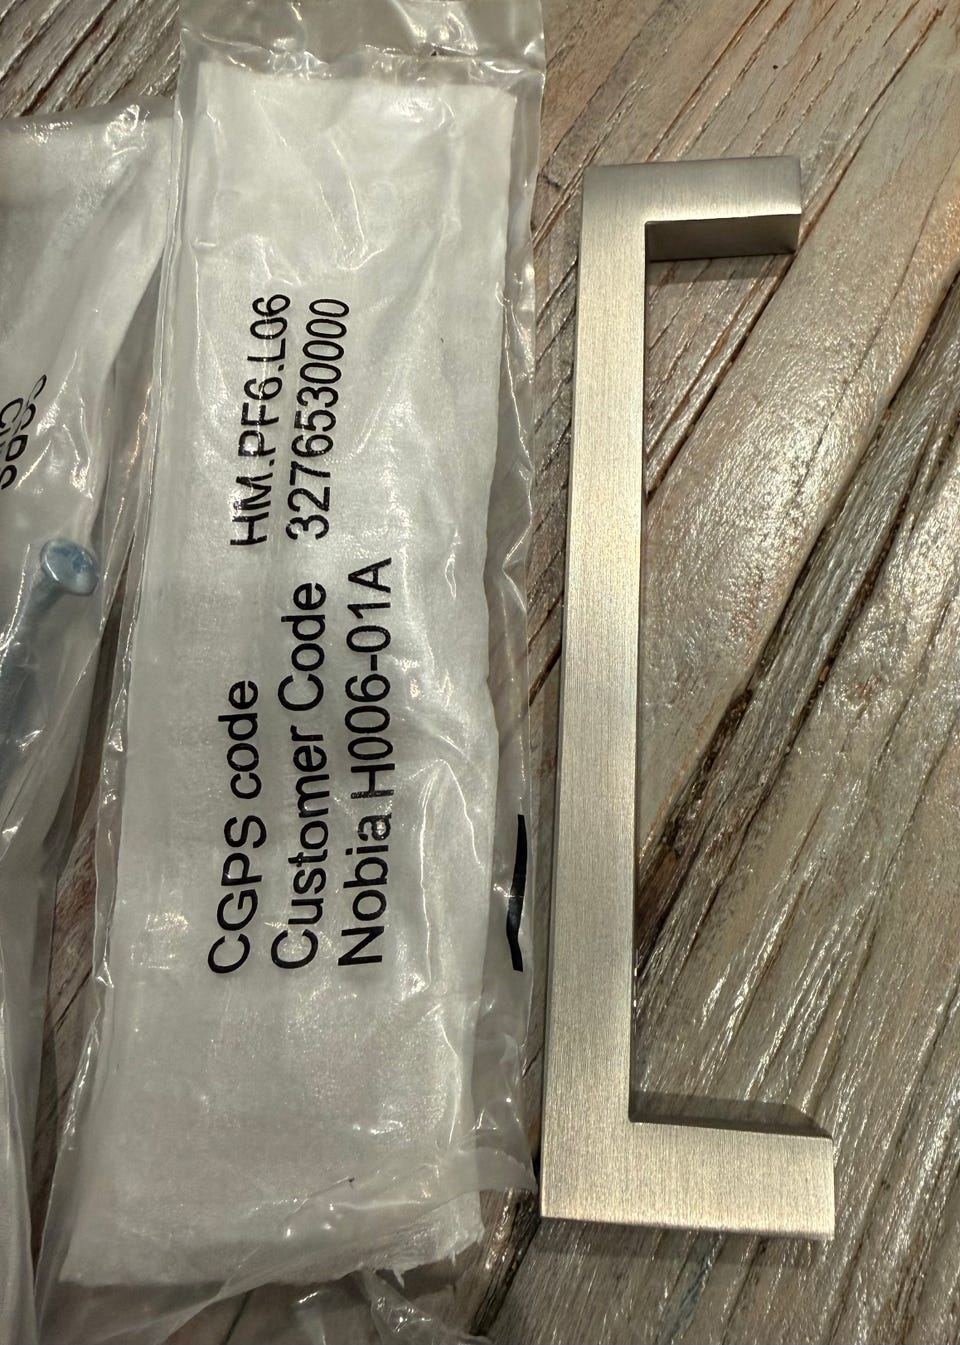 CGPS code HM.PF6.L06
Customer Code 3276530000
Nobia H006-01A